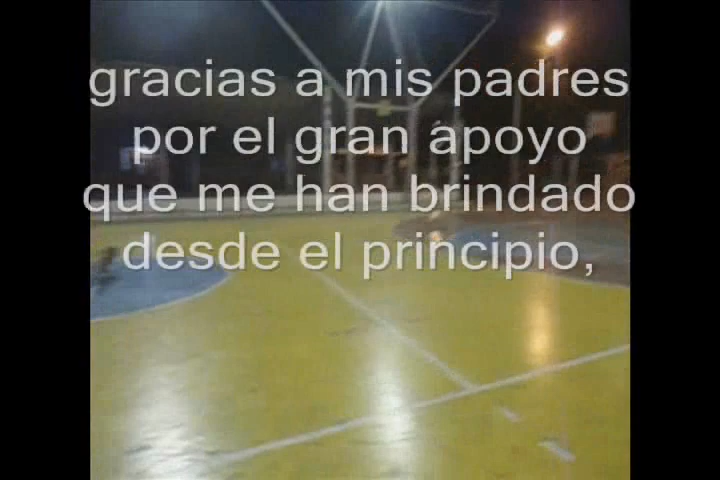 gracias a mis padres
por el gran apoyo
que me han brindado
desde el principio,